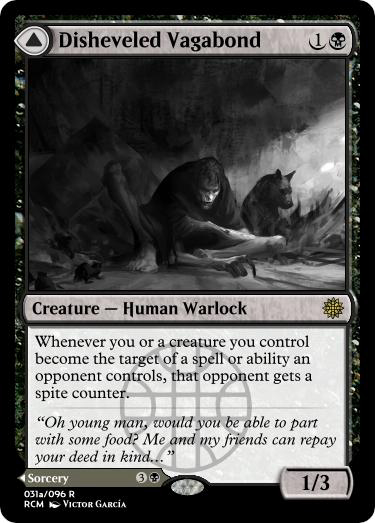 Disheveled Vagabond 1
Creature — Human Warlock
Whenever you or a creature you control
become the target of a spell or ability an
opponent controls, that opponent gets a
spite counter.
“Oh young man, would you be able to part
with some food? Me and my friends can repay
your deed in kind…”
Sorcery 3
1/3
031a/096 R
RCM Victor García